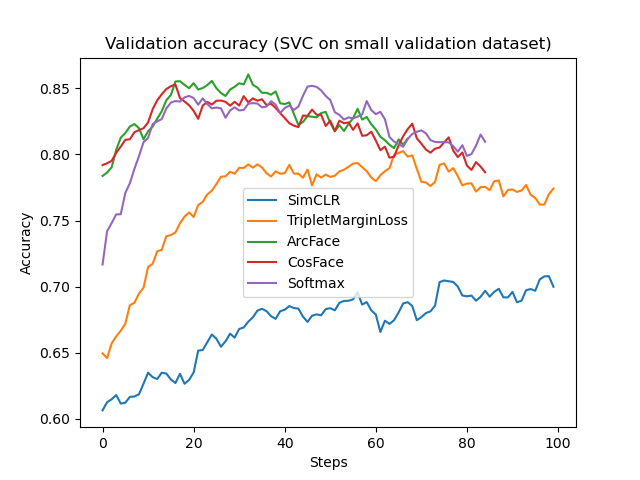 Validation accuracy (SVC on small validation dataset)
Accuracy
0.85
0.80
0.75
0.70
0.65
0.60
SimCLR
TripletMarginLoss
ArcFace
CosFace
Softmax
0 20 40 60 80 100
Steps